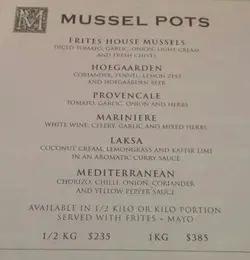 M MUSSEL POTS
FRITES HOUSE MUSSELS
DICED TOMATO, GARLIC, ONION, LIGHT CREAM
AND FRESH CHIVES
HOEGAARDEN
CORIANDER, FENNEL, LEMON ZEST
AND HOEGAARDEN BEER
PROVENCALE
TOMATO, GARLIC, ONION AND HERBS
MARINIERE
WHITE WINE, CELERY, GARLIC AND MIXED HERBS
LAKSA
COCONUT CREAM, LEMONGRASS AND KAFFIR LIME
IN AN AROMATIC CURRY SAUCE
MEDITERRANEAN
CHORIZO, CHILLI, ONION, CORIANDER
AND YELLOW PEPPER SAUCE
AVAILABLE IN 1/2 KILO OR KILO PORTION
SERVED WITH FRITES - MAYO
1/2 KG $235 1KG $385